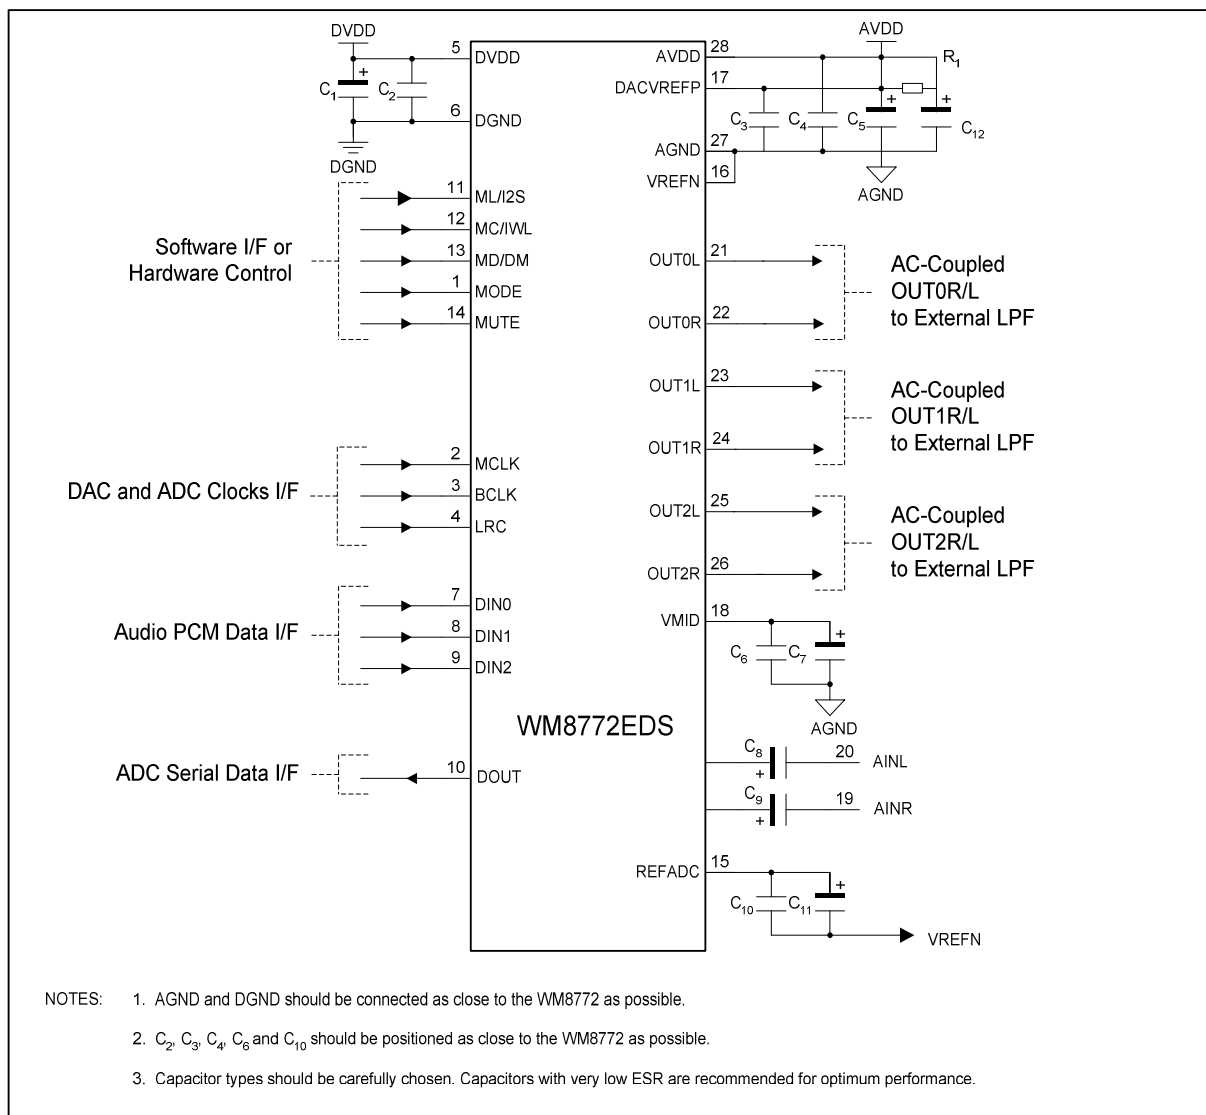 DVDD
5
DVDD
+
C1
C2
6
DGND
DGND
11
ML/I2S
12
MC/IWL
13
MD/DM
1
MODE
14
MUTE
Software I/F or
Hardware Control
2
MCLK
3
BCLK
4
LRC
DAC and ADC Clocks I/F
7
DIN0
8
DIN1
9
DIN2
Audio PCM Data I/F
10
DOUT
ADC Serial Data I/F
WM8772EDS
AVDD
AVDD
28
R1
DACVREFP
17
+
+
C3
C4
C5
C12
AGND
27
VREFN
16
AGND
OUT0L
21
OUT0R
22
AC-Coupled
OUT0R/L
to External LPF
OUT1L
23
OUT1R
24
AC-Coupled
OUT1R/L
to External LPF
OUT2L
25
OUT2R
26
AC-Coupled
OUT2R/L
to External LPF
VMID
18
+
C6
C7
AGND
C8
+
20
AINL
C9
+
19
AINR
REFADC
15
+
C10
C11
VREFN
NOTES: 1. AGND and DGND should be connected as close to the WM8772 as possible.
2. C2, C3, C4, C6 and C10 should be positioned as close to the WM8772 as possible.
3. Capacitor types should be carefully chosen. Capacitors with very low ESR are recommended for optimum performance.